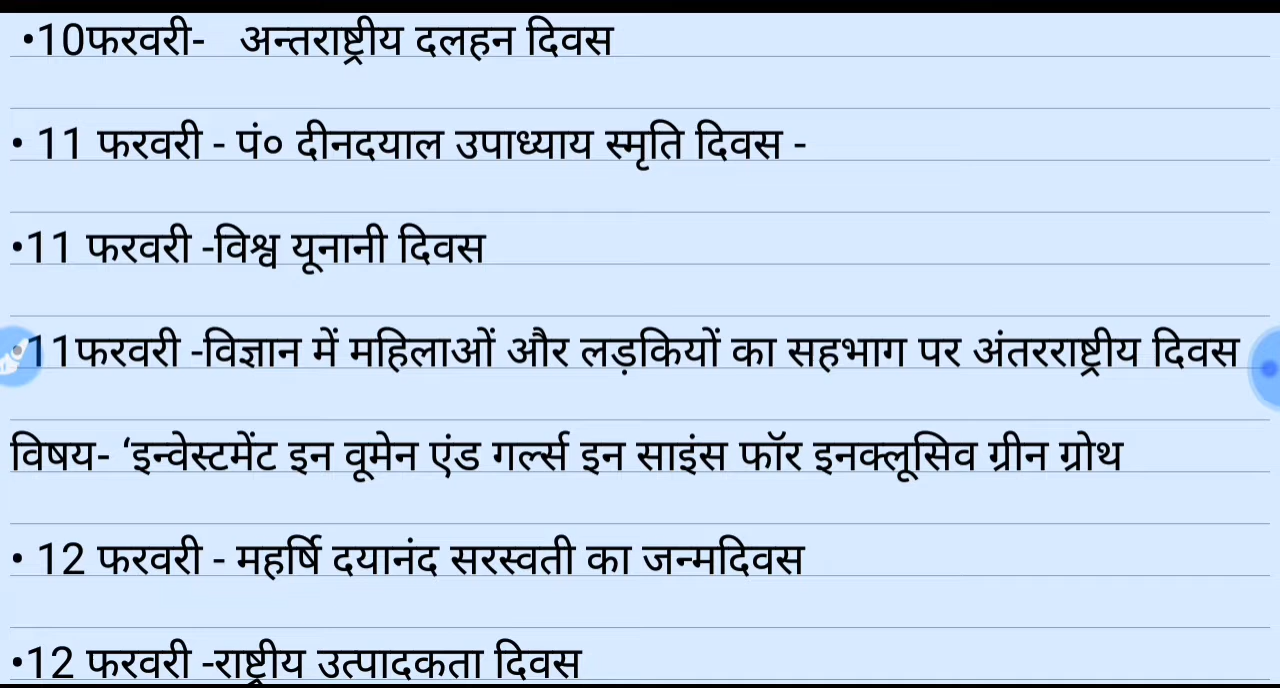 •10फरवरी- अन्तराष्ट्रीय दलहन दिवस
• 11 फरवरी - पं० दीनदयाल उपाध्याय स्मृति दिवस -
•11 फरवरी -विश्व यूनानी दिवस
•11फरवरी -विज्ञान में महिलाओं और लड़कियों का सहभाग पर अंतरराष्ट्रीय दिवस
विषय- ‘इन्वेस्टमेंट इन वूमेन एंड गर्ल्स इन साइंस फॉर इनक्लूसिव ग्रीन ग्रोथ
• 12 फरवरी - महर्षि दयानंद सरस्वती का जन्मदिवस
•12 फरवरी -राष्ट्रीय उत्पादकता दिवस